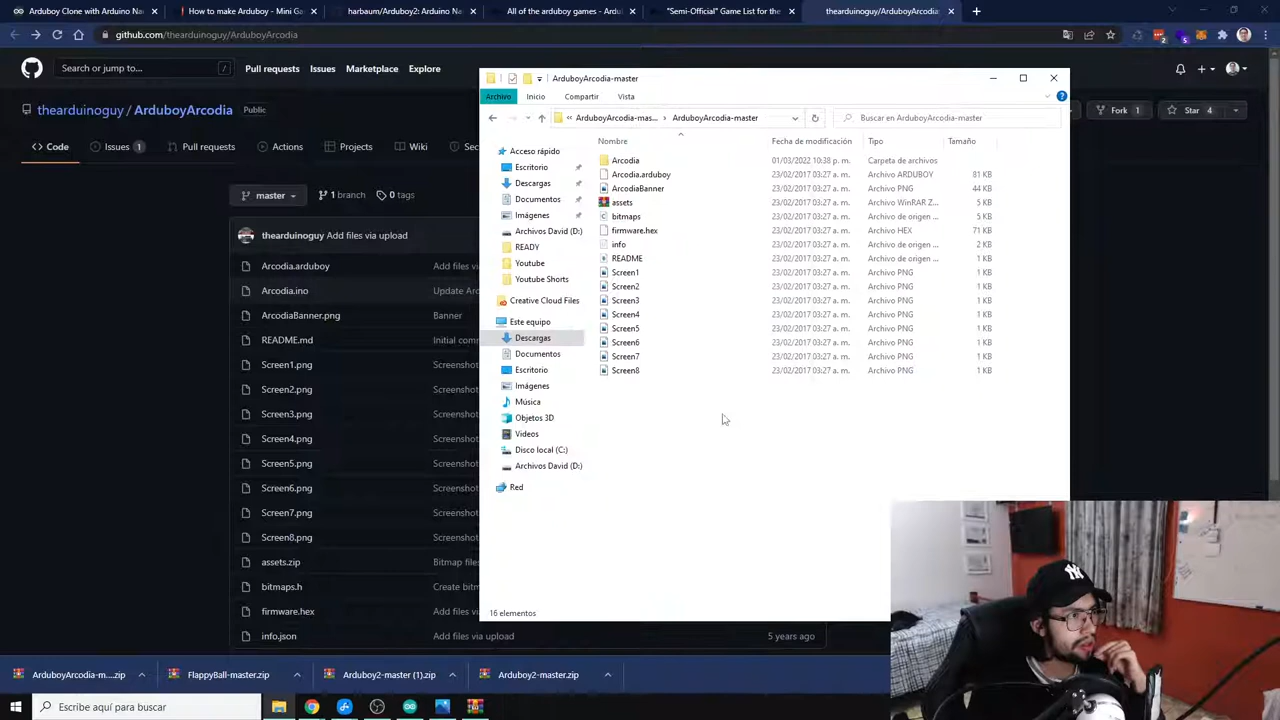 Arduboy Clone with Arduino Na
How to make Arduboy - Mini Ga
harbaum/Arduboy2: Arduino Ne
All of the arduboy games - Ardu
"Semi-Official" Game List for the
thearduinoguy/ArduboyArcodia:
github.com/thearduinoguy/ArduboyArcodia
Search or jump to...
/
Pull requests
Issues
Marketplace
Explore
thearduinoguy / ArduboyArcodia
Public
Fork 1
Star
4
Code
Issues 1
Pull requests
Actions
Projects
Wiki
master
1 branch
0 tags
thearduinoguy Add files via upload
Arcodia.arduboy
Add files vi
Arcodia.ino
Update Arc
ArcodiaBanner.png
Banner
README.md
Initial comm
Screen1.png
Screenshot
Screen2.png
Screenshot
Screen3.png
Screenshot
Screen4.png
Screenshot
Screen5.png
Screenshot
Screen6.png
Screenshot
Screen7.png
Screenshot
Screen8.png
Screenshot
assets.zip
Add files vi
bitmaps.h
Create bitm
firmware.hex
Add files vi
info.json
Add files via upload
5 years ago
ArduboyArcodia-master
Archivo
Inicio
Compartir
Vista
« ArduboyArcodia-mas... › ArduboyArcodia-master
Buscar en ArduboyArcodia-master
Nombre
Fecha de modificación
Tipo
Tamaño
Arcodia
01/03/2022 10:38 p. m.
Carpeta de archivos
Arcodia.arduboy
23/02/2017 03:27 a. m.
Archivo ARDUBOY
81 KB
ArcodiaBanner
23/02/2017 03:27 a. m.
Archivo PNG
44 KB
assets
23/02/2017 03:27 a. m.
Archivo WinRAR Z...
5 KB
bitmaps
23/02/2017 03:27 a. m.
Archivo de origen ...
5 KB
firmware.hex
23/02/2017 03:27 a. m.
Archivo HEX
71 KB
info
23/02/2017 03:27 a. m.
Archivo de origen ...
2 KB
README
23/02/2017 03:27 a. m.
Archivo de origen ...
1 KB
Screen1
23/02/2017 03:27 a. m.
Archivo PNG
1 KB
Screen2
23/02/2017 03:27 a. m.
Archivo PNG
1 KB
Screen3
23/02/2017 03:27 a. m.
Archivo PNG
1 KB
Screen4
23/02/2017 03:27 a. m.
Archivo PNG
1 KB
Screen5
23/02/2017 03:27 a. m.
Archivo PNG
1 KB
Screen6
23/02/2017 03:27 a. m.
Archivo PNG
1 KB
Screen7
23/02/2017 03:27 a. m.
Archivo PNG
1 KB
Screen8
23/02/2017 03:27 a. m.
Archivo PNG
1 KB
Acceso rápido
Escritorio
Descargas
Documentos
Imágenes
Archivos David (D:)
READY
Youtube
Youtube Shorts
Creative Cloud Files
Este equipo
Descargas
Documentos
Escritorio
Imágenes
Música
Objetos 3D
Videos
Disco local (C:)
Archivos David (D:)
Red
16 elementos
ArduboyArcodia-m....zip
FlappyBall-master.zip
Arduboy2-master (1).zip
Arduboy2-master.zip
Escribe aquí para buscar